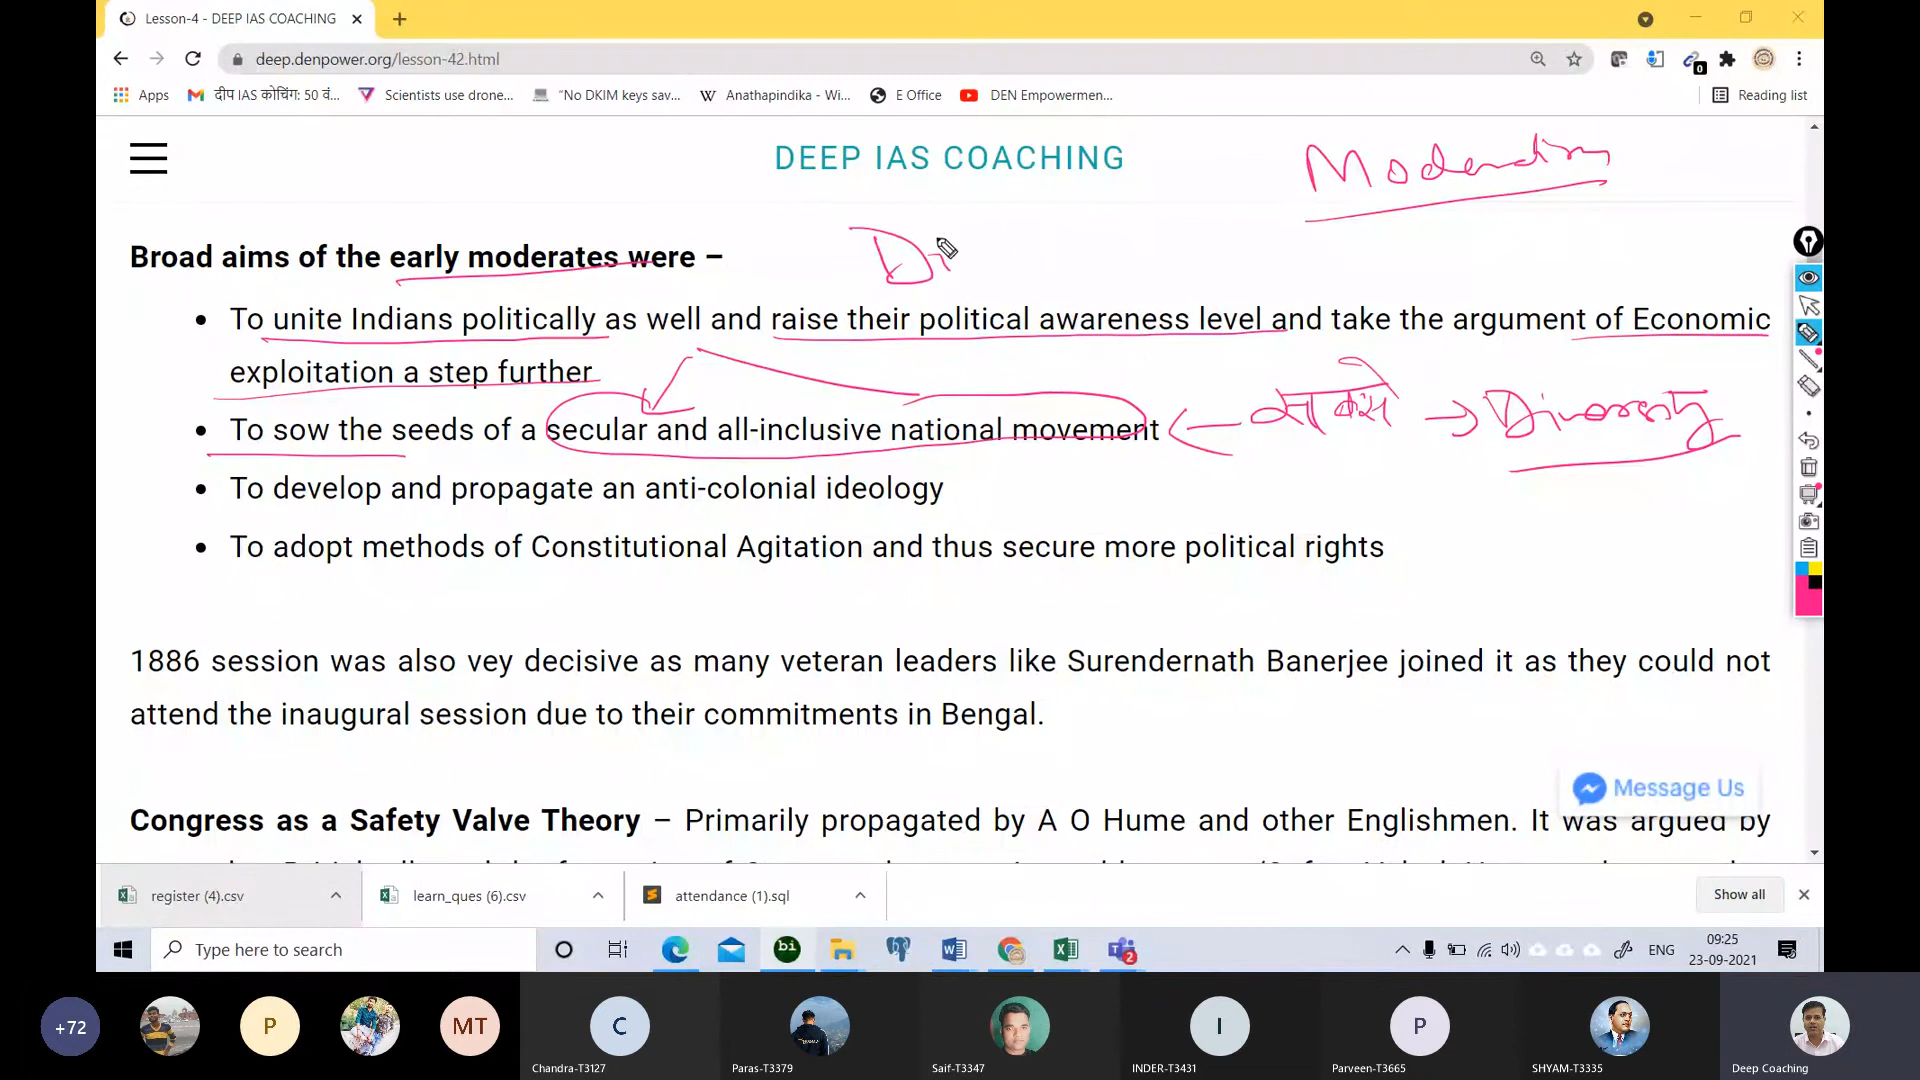 Lesson-4 - DEEP IAS COACHING
deep.denpower.org/lesson-42.html
0
Apps
दीप IAS कोचिंग: 50 वं...
Scientists use drone...
“No DKIM keys sav...
Anathapindika - Wi...
E Office
DEN Empowermen...
Reading list
DEEP IAS COACHING
Broad aims of the early moderates were –
To unite Indians politically as well and raise their political awareness level and take the argument of Economic
exploitation a step further
To sow the seeds of a secular and all-inclusive national movement
Diversity
To develop and propagate an anti-colonial ideology
To adopt methods of Constitutional Agitation and thus secure more political rights
1886 session was also vey decisive as many veteran leaders like Surendernath Banerjee joined it as they could not
attend the inaugural session due to their commitments in Bengal.
Message Us
Congress as a Safety Valve Theory – Primarily propagated by A O Hume and other Englishmen. It was argued by
register (4).csv
learn_ques (6).csv
attendance (1).sql
Show all
Type here to search
bi
2
ENG
09:25
23-09-2021
+72
P
MT
C
I
P
Chandra-T3127
Paras-T3379
Saif-T3347
INDER-T3431
Parveen-T3665
SHYAM-T3335
Deep Coaching